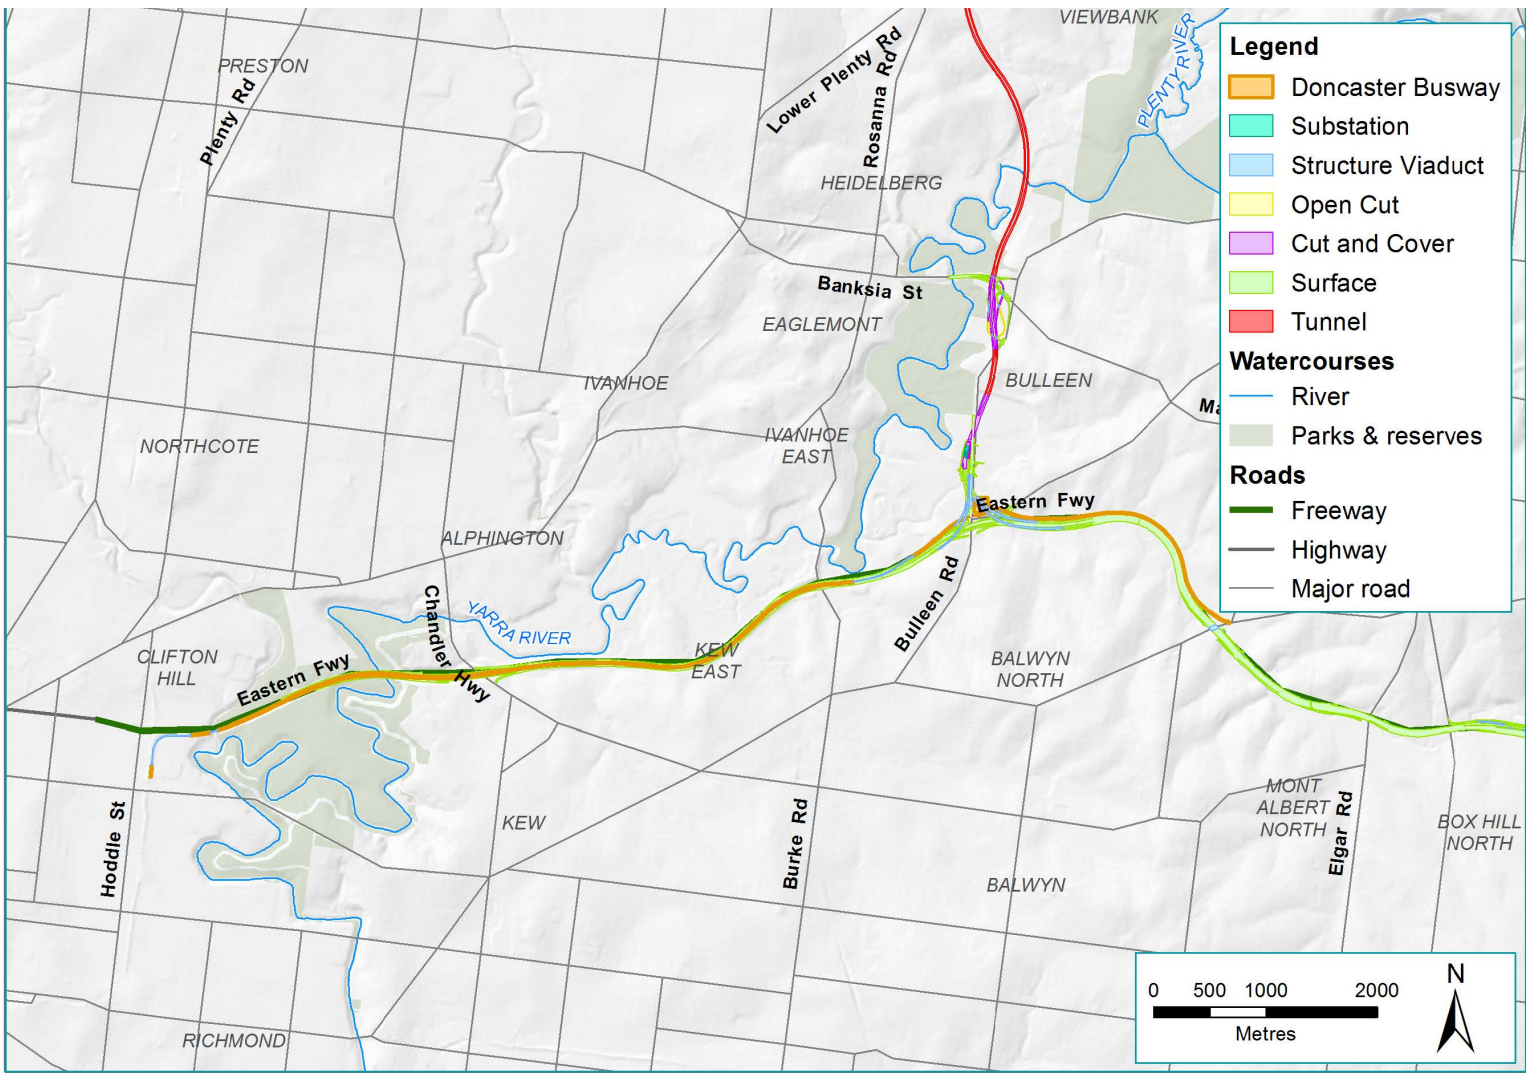 VIEWBANK
PRESTON
Plenty Rd
Lower Plenty Rd
Rosanna Rd
PLENTY RIVER
HEIDELBERG
Banksia St
EAGLEMONT
IVANHOE
BULLEEN
IVANHOE
EAST
NORTHCOTE
ALPHINGTON
Eastern Fwy
Chandler Hwy
YARRA RIVER
Bulleen Rd
CLIFTON
HILL
Eastern Fwy
KEW
EAST
BALWYN
NORTH
Hoddle St
KEW
Burke Rd
BALWYN
MONT
ALBERT
NORTH
Elgar Rd
BOX HILL
NORTH
RICHMOND
Legend
Doncaster Busway
Substation
Structure Viaduct
Open Cut
Cut and Cover
Surface
Tunnel
Watercourses
River
Parks & reserves
Roads
Freeway
Highway
Major road
N
0 500 1000 2000
Metres